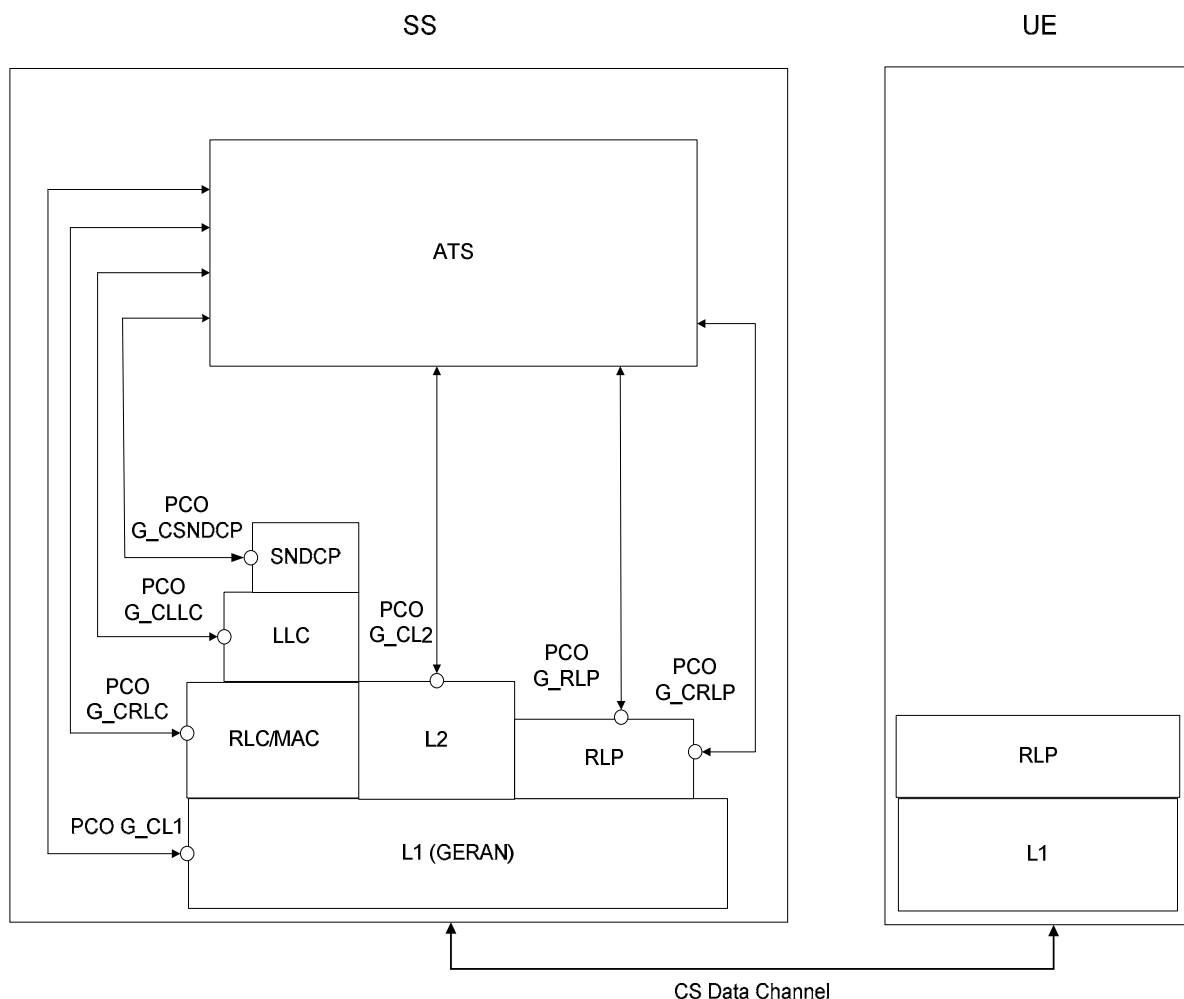 SS
UE
ATS
PCO
G_CSNDCP
SNDCP
PCO
G_CLLC
LLC
PCO
G_CL2
PCO
G_RLP
PCO
G_CRLP
PCO
G_CRLC
RLC/MAC
L2
RLP
RLP
PCO G_CL1
L1 (GERAN)
L1
CS Data Channel